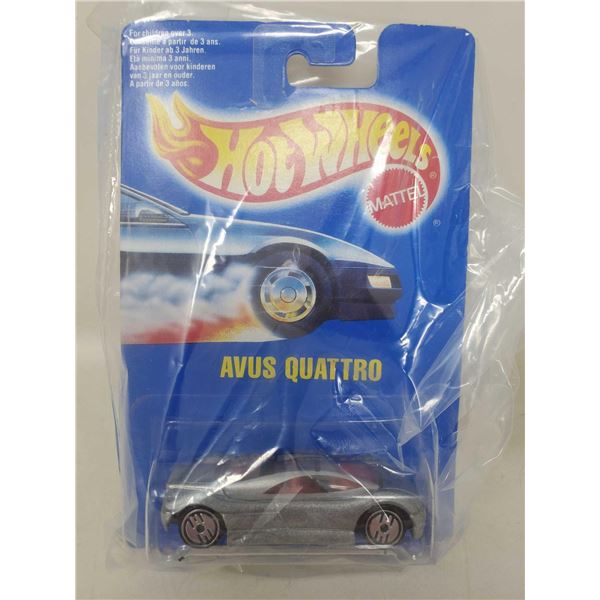 For children over 3.
Convient à partir de 3 ans.
Für Kinder ab 3 Jahren.
Età minima 3 anni.
Aanbevolen voor kinderen
van 3 jaar en ouder.
A partir de 3 años.
HOT WHEELS
®
MATTEL
®
AVUS QUATTRO